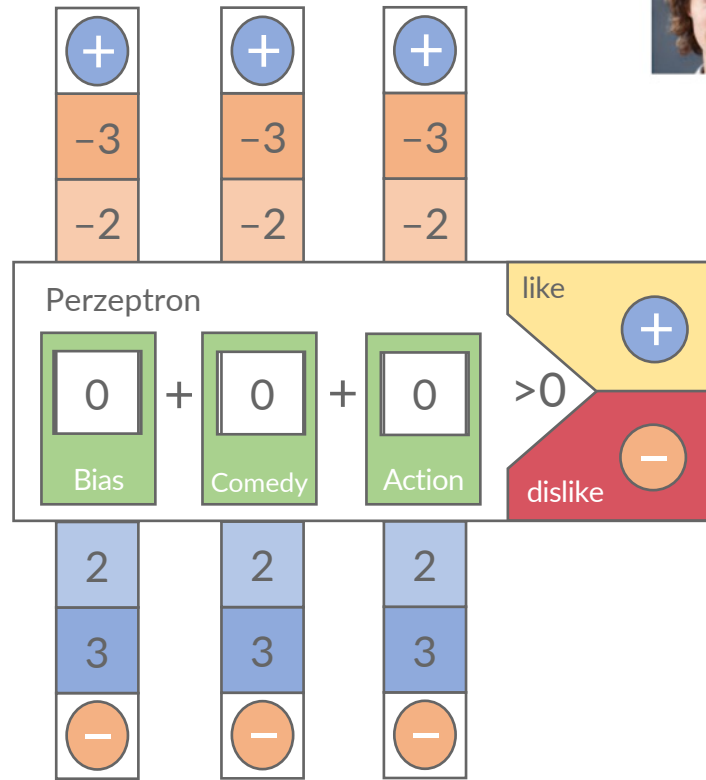 + + +
−3 −3 −3
−2 −2 −2
like
Perzeptron
+
0 + 0 + 0 >0
−
Bias Comedy Action
dislike
2 2 2
3 3 3
− − −